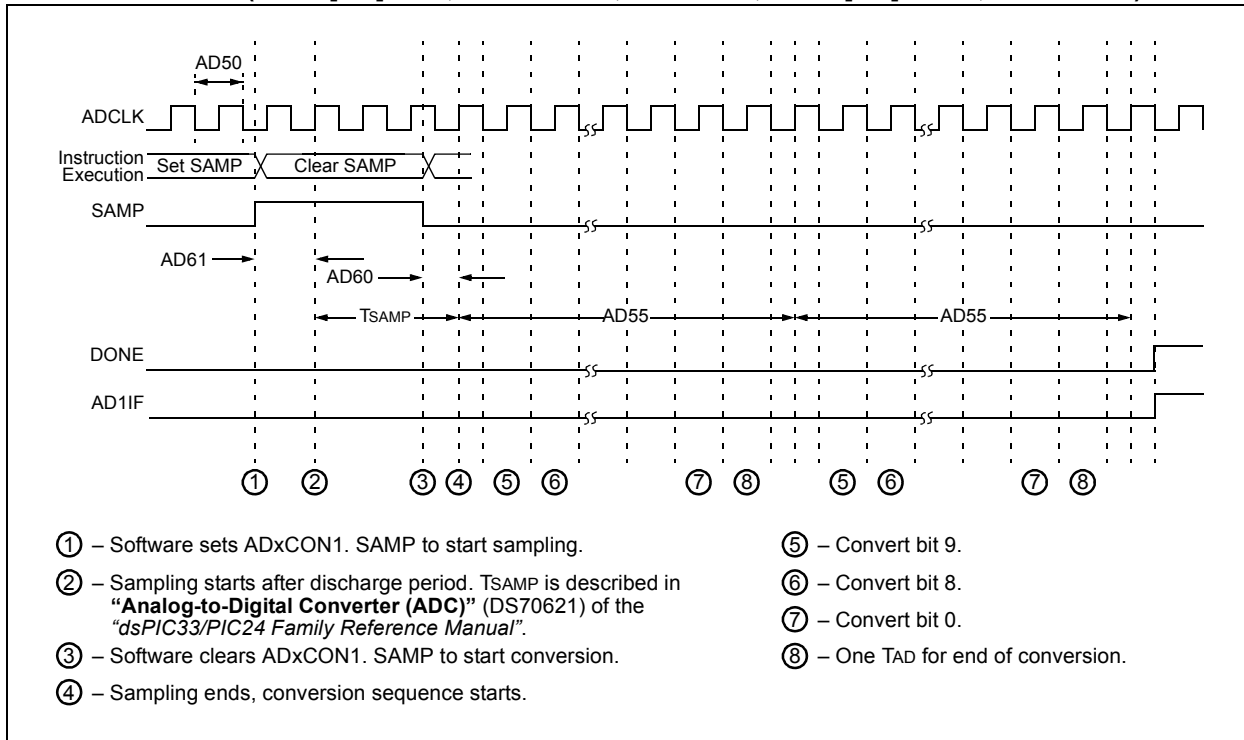 AD50
ADCLK
Instruction
Execution
Set SAMP
Clear SAMP
SAMP
AD61
AD60
TSAMP
AD55
AD55
DONE
AD1IF
① ② ③ ④ ⑤ ⑥ ⑦ ⑧ ⑤ ⑥ ⑦ ⑧
① – Software sets ADxCON1. SAMP to start sampling.
② – Sampling starts after discharge period. TSAMP is described in
“Analog-to-Digital Converter (ADC)” (DS70621) of the
“dsPIC33/PIC24 Family Reference Manual”.
③ – Software clears ADxCON1. SAMP to start conversion.
④ – Sampling ends, conversion sequence starts.
⑤ – Convert bit 9.
⑥ – Convert bit 8.
⑦ – Convert bit 0.
⑧ – One TAD for end of conversion.